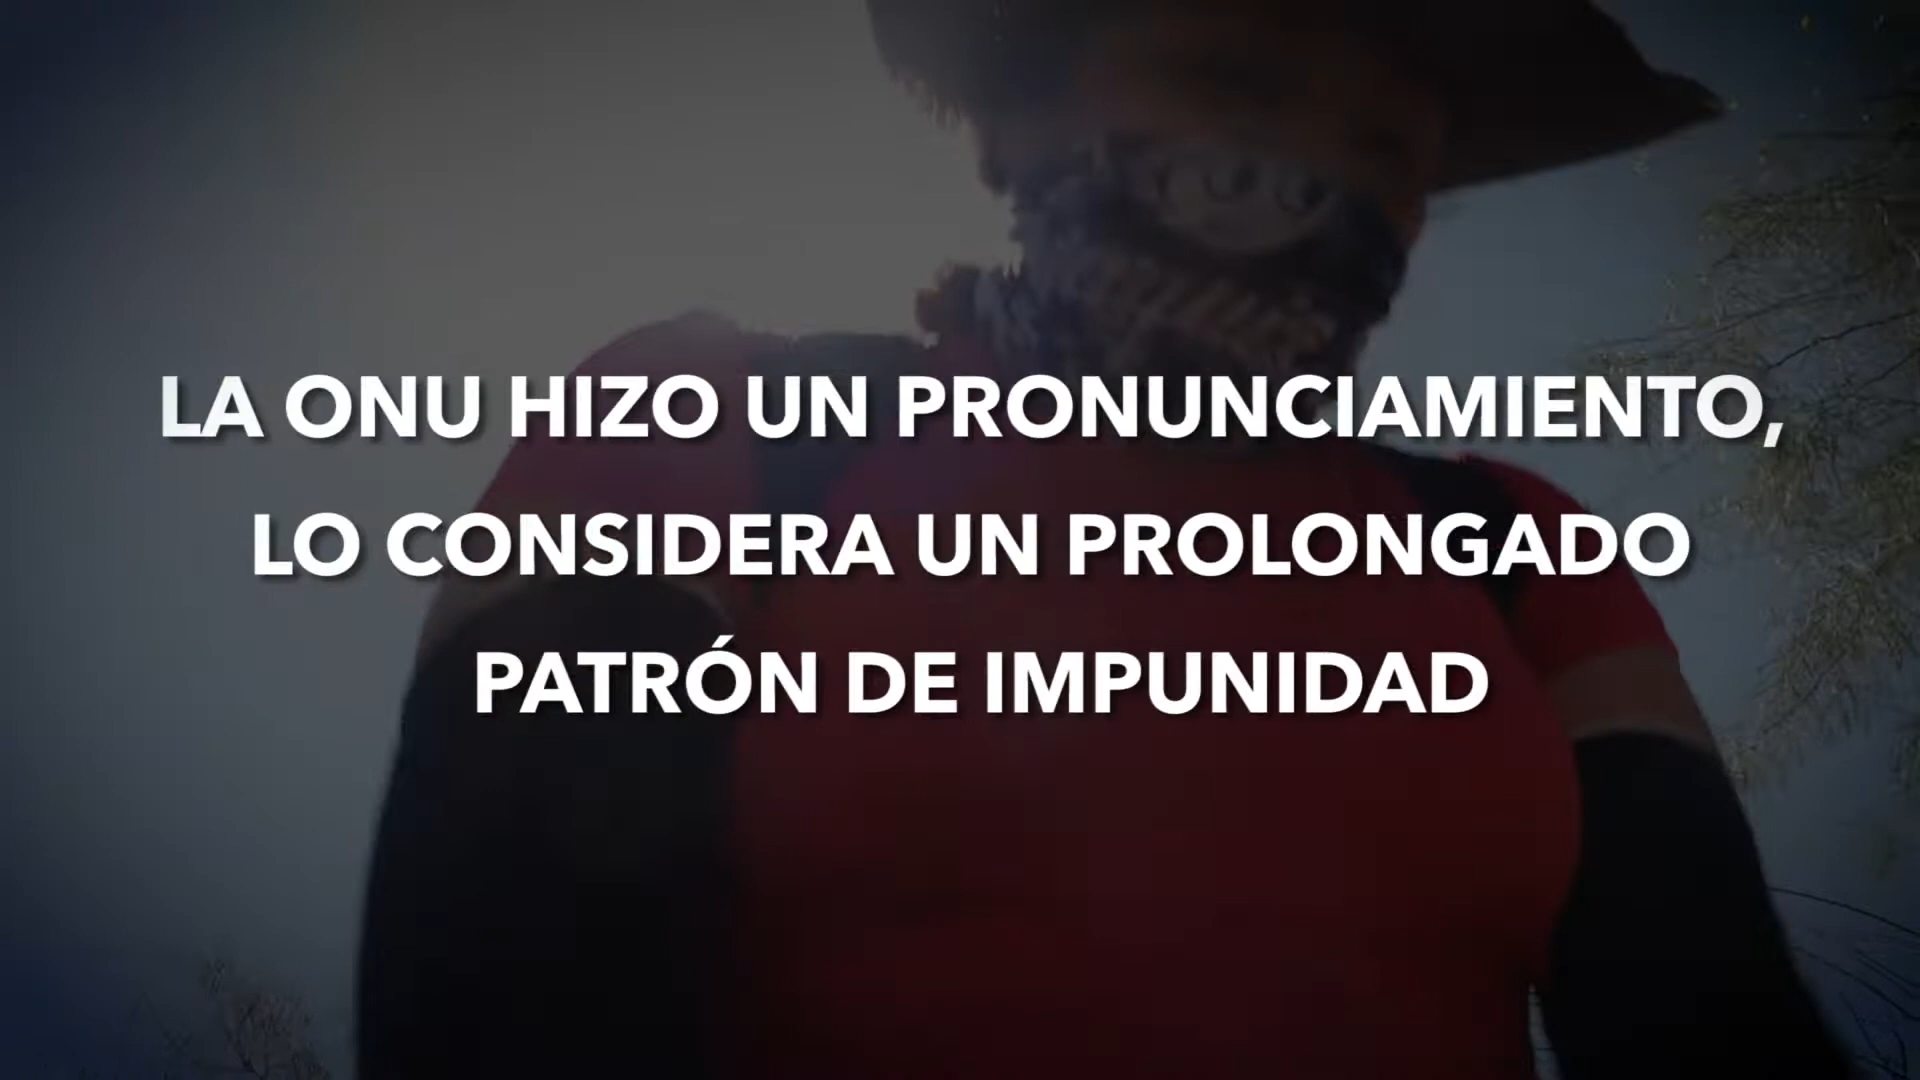 LA ONU HIZO UN PRONUNCIAMIENTO,
LO CONSIDERA UN PROLONGADO
PATRÓN DE IMPUNIDAD